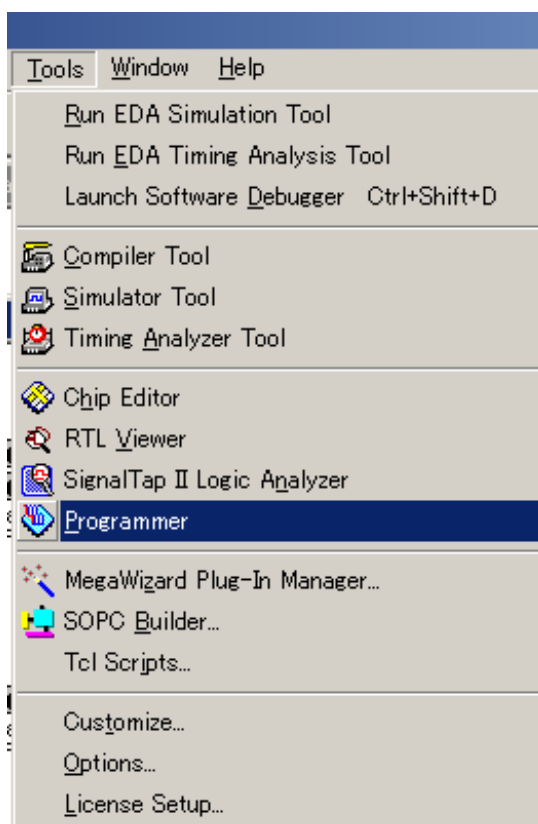 Tools Window Help
Run EDA Simulation Tool
Run EDA Timing Analysis Tool
Launch Software Debugger Ctrl+Shift+D
Compiler Tool
Simulator Tool
Timing Analyzer Tool
Chip Editor
RTL Viewer
SignalTap II Logic Analyzer
Programmer
MegaWizard Plug-In Manager...
SOPC Builder...
Tcl Scripts...
Customize...
Options...
License Setup...